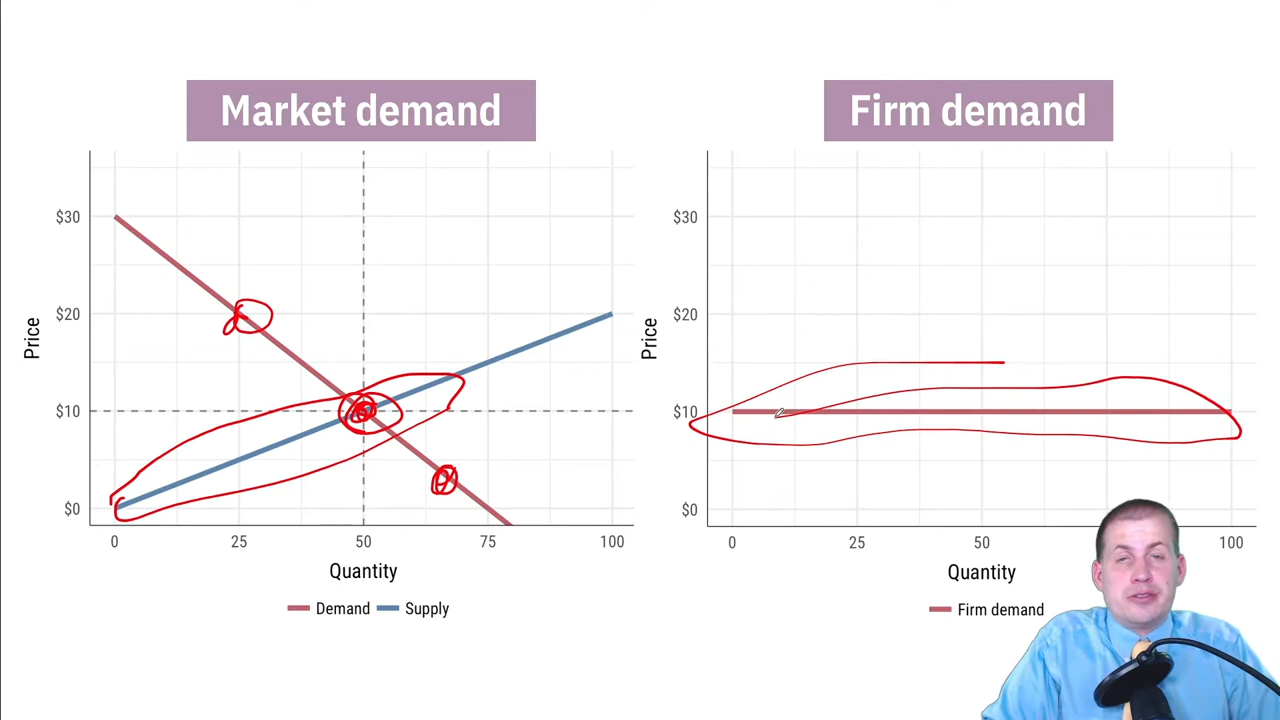 Market demand
$30
$20
$10
$0
Price
0 25 50 75 100
Quantity
Demand Supply
Firm demand
$30
$20
$10
$0
Price
0 25 50 100
Quantity
Firm demand